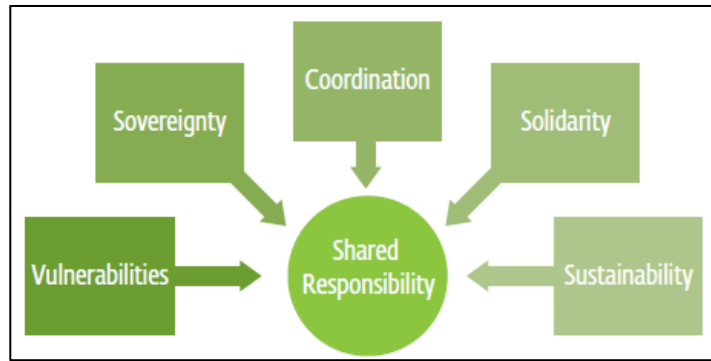 Coordination
Sovereignty
Solidarity
Vulnerabilities
Shared
Responsibility
Sustainability